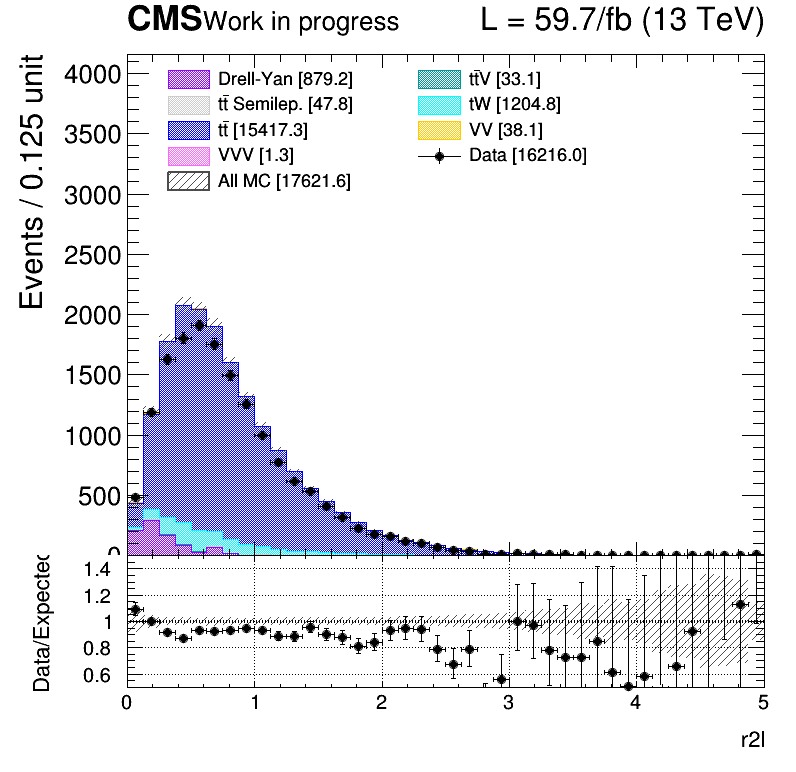 CMS Work in progress L = 59.7/fb (13 TeV)
Drell-Yan [879.2]
tt̄ Semilep. [47.8]
tt̄ [15417.3]
VVV [1.3]
All MC [17621.6]
tt̄V [33.1]
tW [1204.8]
VV [38.1]
Data [16216.0]
Events / 0.125 unit
4000
3500
3000
2500
2000
1500
1000
500
0
Data/Expected
1.4
1.2
1
0.8
0.6
0 1 2 3 4 5
r2l